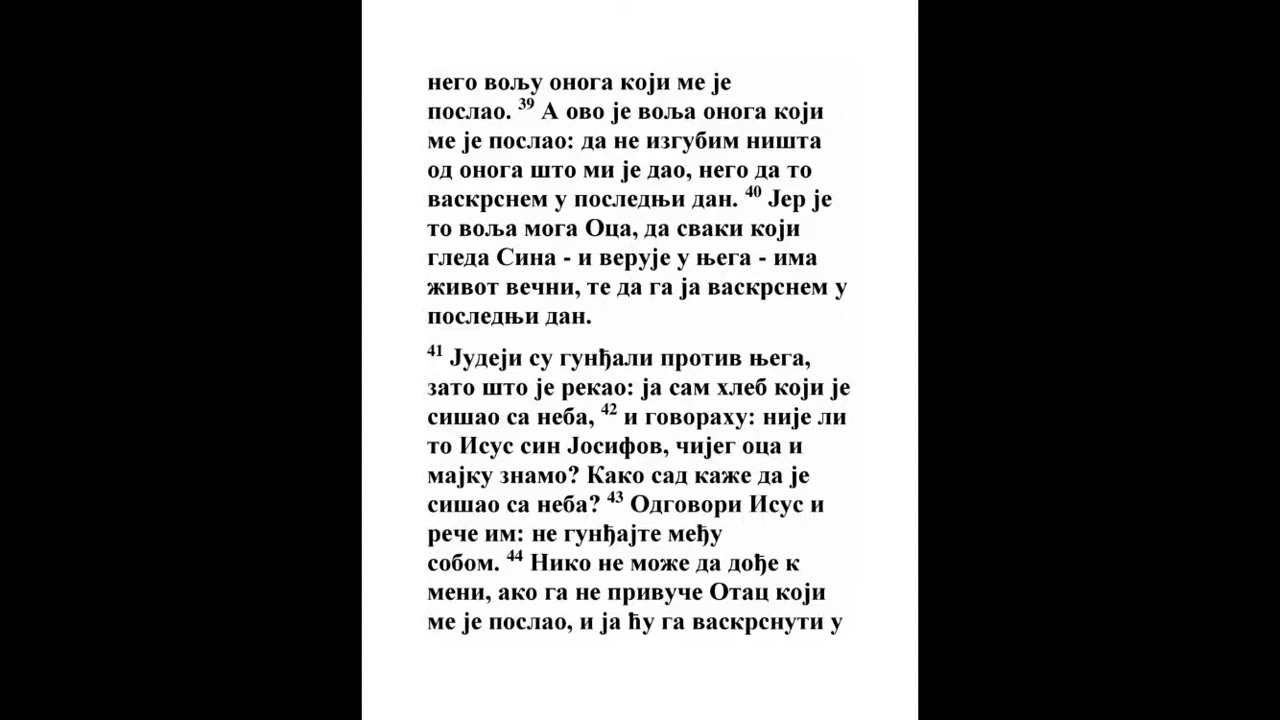 него вољу онога који ме је
послао. 39 А ово је воља онога који
ме је послао: да не изгубим ништа
од онога што ми је дао, него да то
васкрснем у последњи дан. 40 Јер је
то воља мога Оца, да сваки који
гледа Сина - и верује у њега - има
живот вечни, те да га ја васкрснем у
последњи дан.
41 Јудеји су гунђали против њега,
зато што је рекао: ја сам хлеб који је
сишао са неба, 42 и говораху: није ли
то Исус син Јосифов, чијег оца и
мајку знамо? Како сад каже да је
сишао са неба? 43 Одговори Исус и
рече им: не гунђајте међу
собом. 44 Нико не може да дође к
мени, ако га не привуче Отац који
ме је послао, и ја ћу га васкрснути у